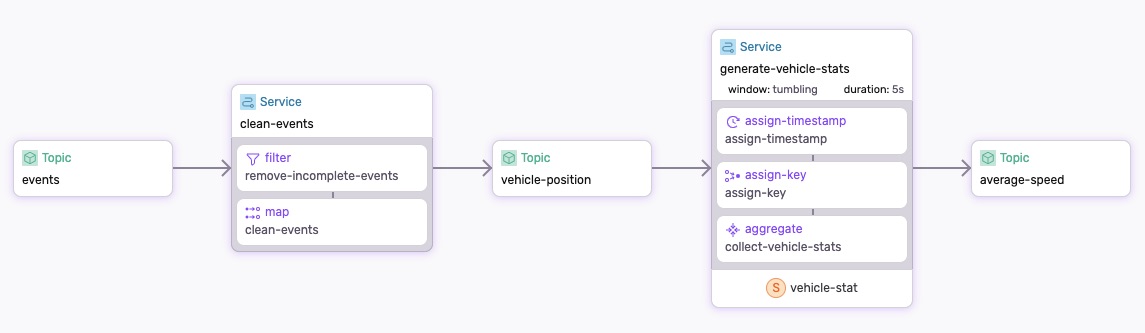 Topic
events
Service
clean-events
filter
remove-incomplete-events
map
clean-events
Topic
vehicle-position
Service
generate-vehicle-stats
window: tumbling duration: 5s
assign-timestamp
assign-timestamp
assign-key
assign-key
aggregate
collect-vehicle-stats
S vehicle-stat
Topic
average-speed